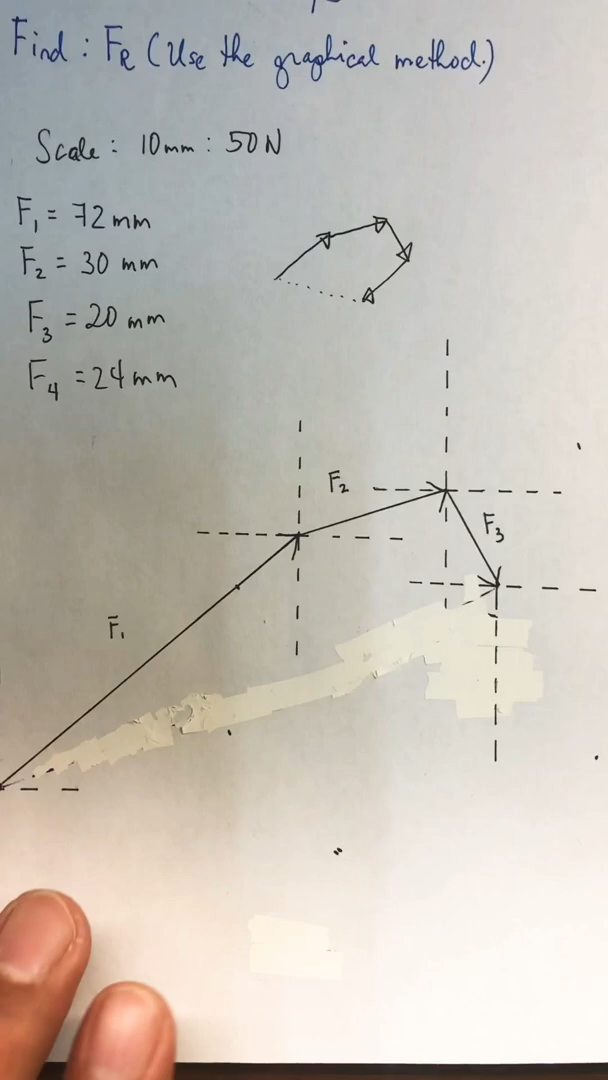 Find : FR (Use the graphical method.)
Scale : 10mm : 50N
F1 = 72 mm
F2 = 30 mm
F3 = 20 mm
F4 = 24 mm
F2
F3
F1